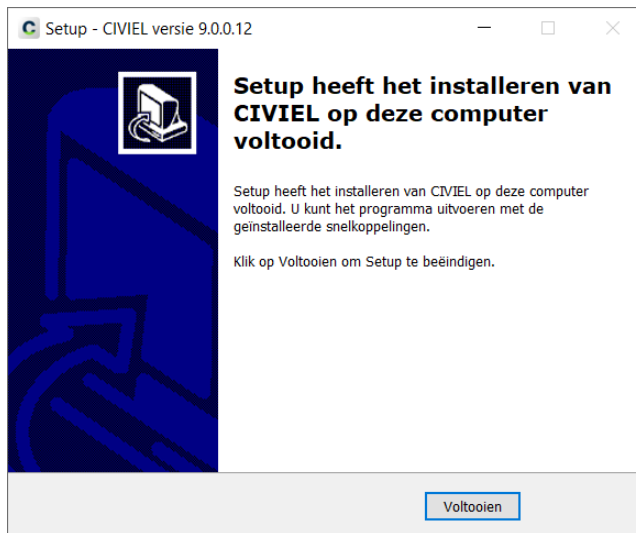 Setup - CIVIEL versie 9.0.0.12
Setup heeft het installeren van
CIVIEL op deze computer
voltooid.
Setup heeft het installeren van CIVIEL op deze computer
voltooid. U kunt het programma uitvoeren met de
geïnstalleerde snelkoppelingen.
Klik op Voltooien om Setup te beëindigen.
Voltooien